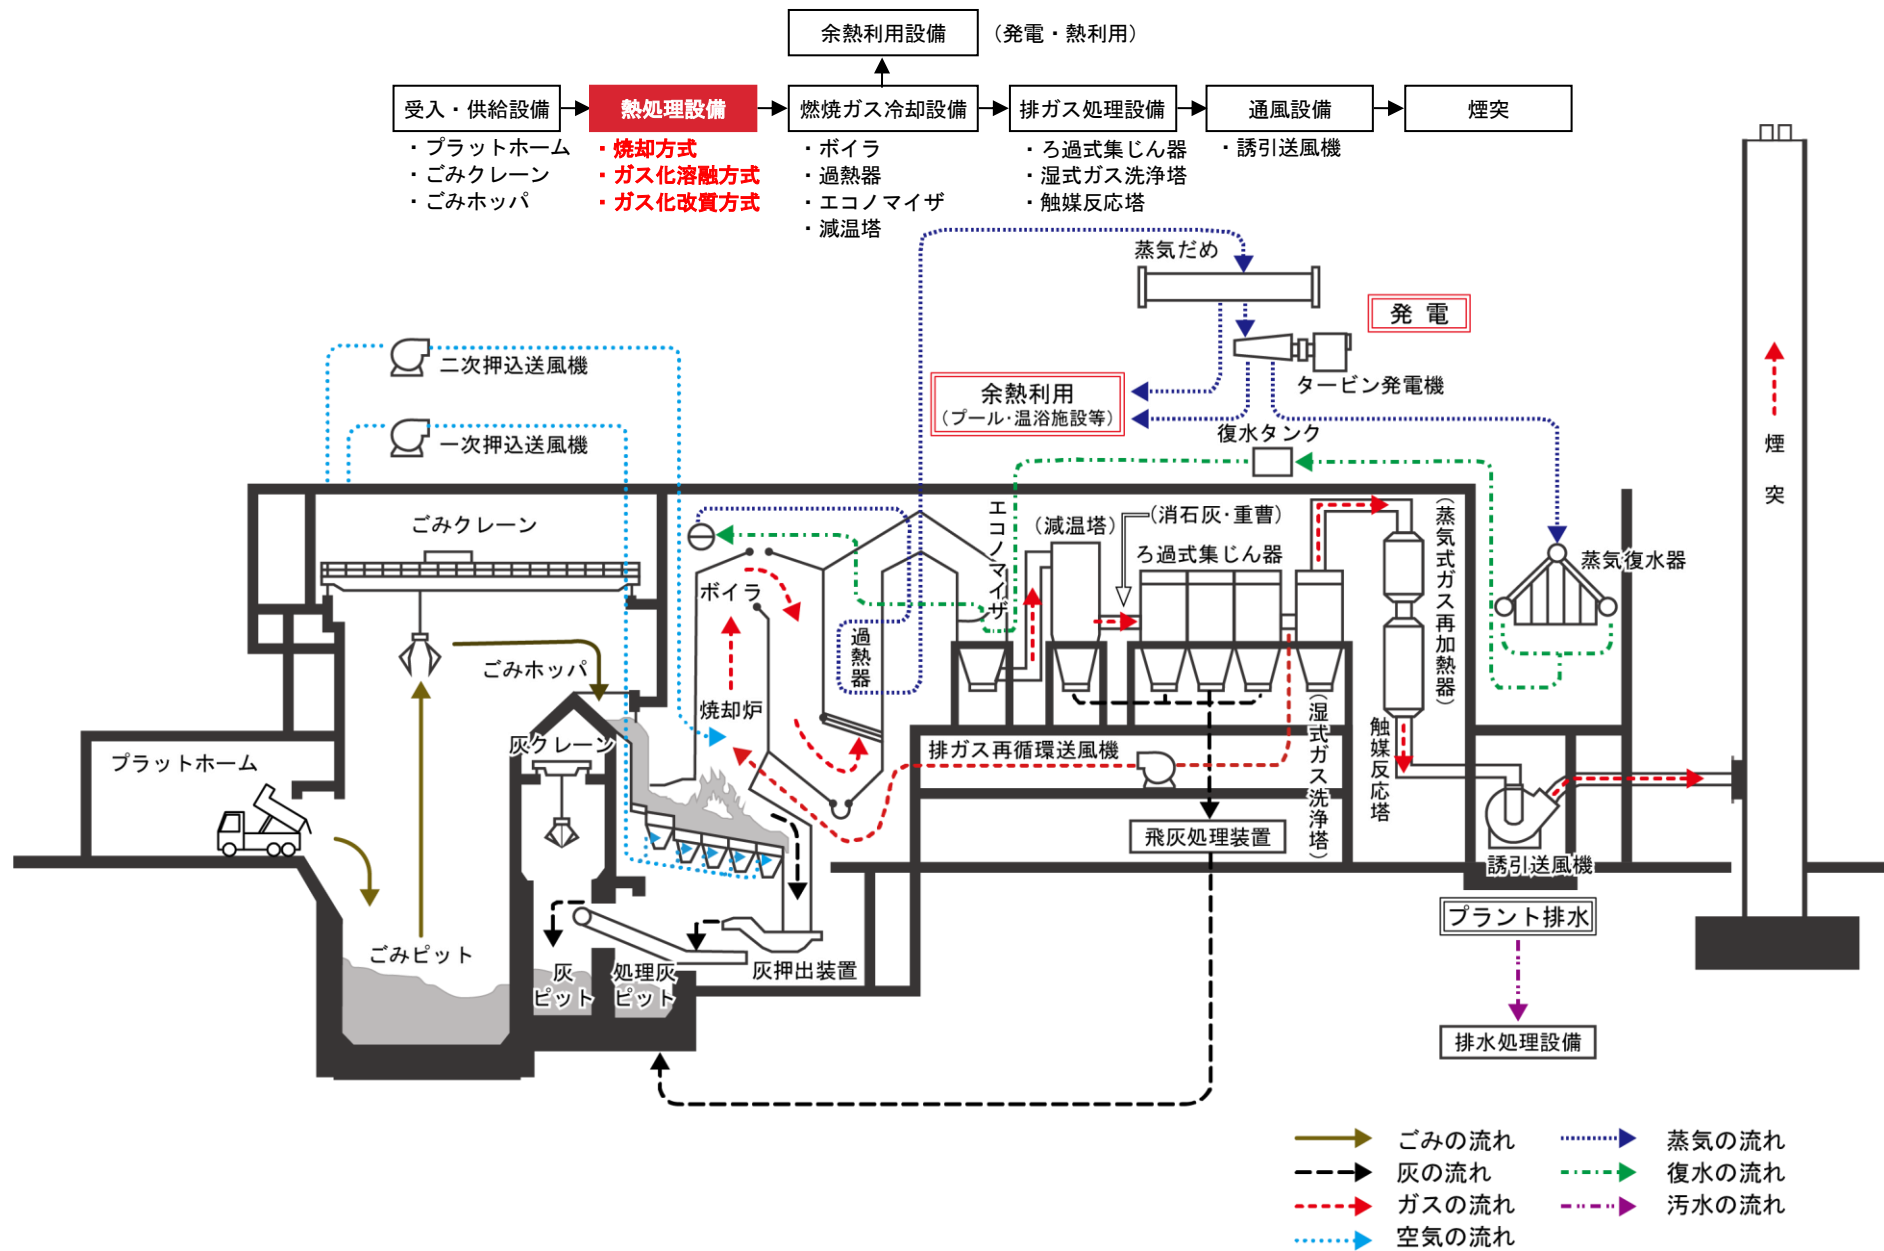 余熱利用設備
(発電・熱利用)
受入・供給設備
熱処理設備
燃焼ガス冷却設備
排ガス処理設備
通風設備
煙突
・プラットホーム
・ごみクレーン
・ごみホッパ
・焼却方式
・ガス化溶融方式
・ガス化改質方式
・ボイラ
・過熱器
・エコノマイザ
・減温塔
・ろ過式集じん器
・湿式ガス洗浄塔
・触媒反応塔
・誘引送風機
蒸気だめ
発電
タービン発電機
余熱利用
(プール・温浴施設等)
復水タンク
二次押込送風機
一次押込送風機
煙突
ごみクレーン
エコノマイザ
(減温塔)
(消石灰・重曹)
ろ過式集じん器
(蒸気式ガス再加熱器)
蒸気復水器
ボイラ
過熱器
ごみホッパ
焼却炉
灰クレーン
プラットホーム
排ガス再循環送風機
(湿式ガス洗浄塔)
触媒反応塔
飛灰処理装置
誘引送風機
プラント排水
ごみピット
灰
ピット
処理灰
ピット
灰押出装置
排水処理設備
ごみの流れ
灰の流れ
ガスの流れ
空気の流れ
蒸気の流れ
復水の流れ
汚水の流れ